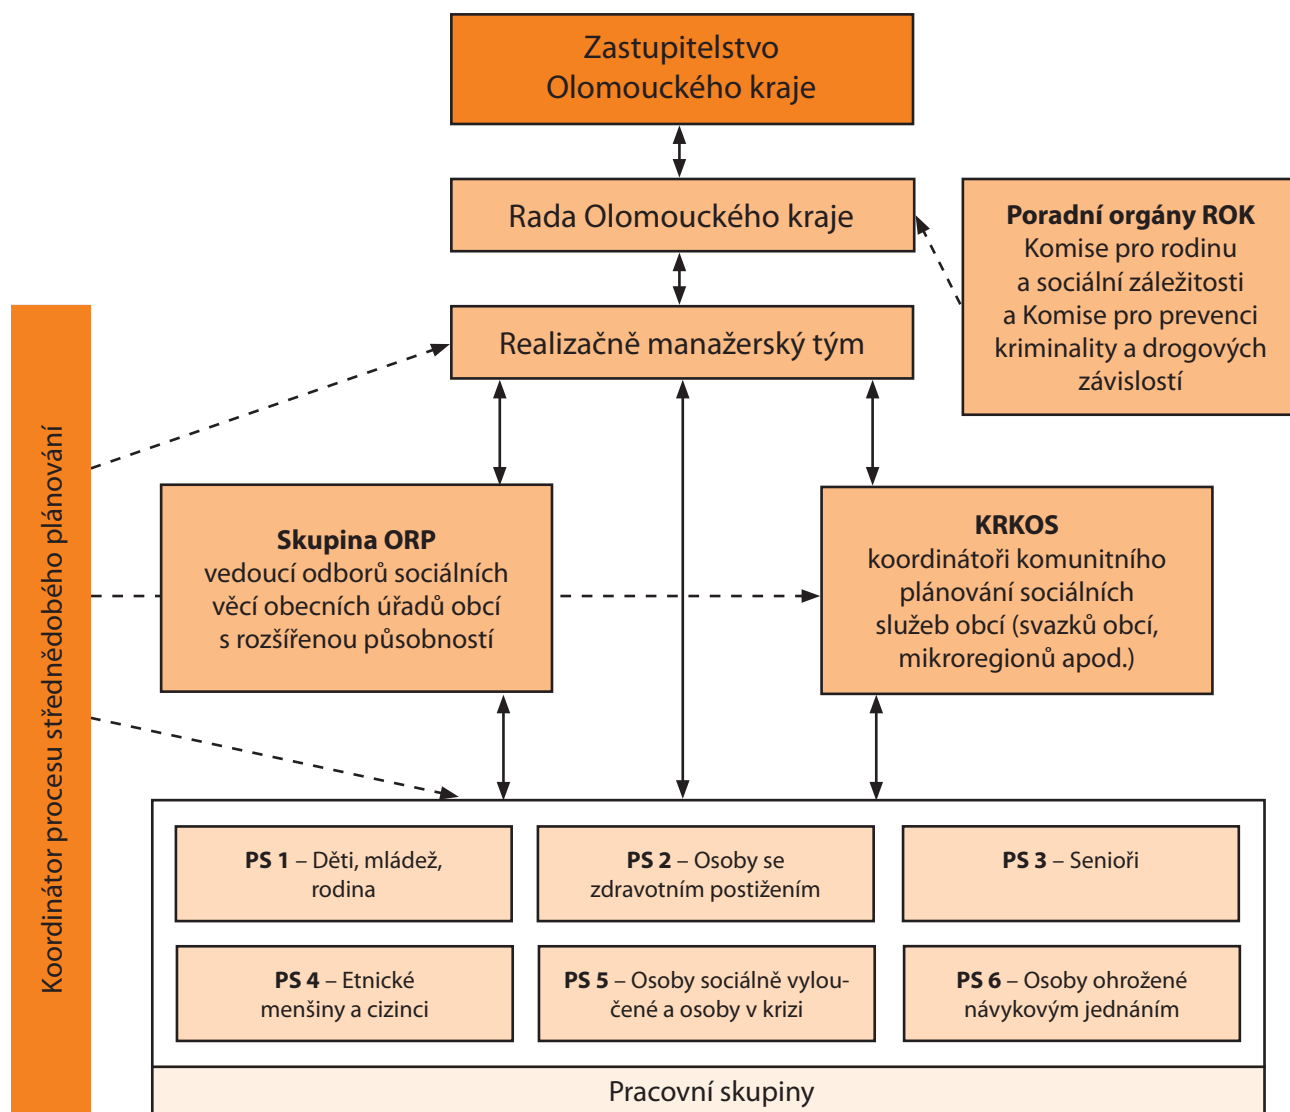 Zastupitelstvo
Olomouckého kraje
Rada Olomouckého kraje
Poradní orgány ROK
Komise pro rodinu
a sociální záležitosti
a Komise pro prevenci
kriminality a drogových
závislostí
Realizačně manažerský tým
Koordinátor procesu střednědobého plánování
Skupina ORP
vedoucí odborů sociálních
věcí obecních úřadů obcí
s rozšířenou působností
KRKOS
koordinátoři komunitního
plánování sociálních
služeb obcí (svazků obcí,
mikroregionů apod.)
PS 1 – Děti, mládež,
rodina
PS 2 – Osoby se
zdravotním postižením
PS 3 – Senioři
PS 4 – Etnické
menšiny a cizinci
PS 5 – Osoby sociálně vylou-
čené a osoby v krizi
PS 6 – Osoby ohrožené
návykovým jednáním
Pracovní skupiny